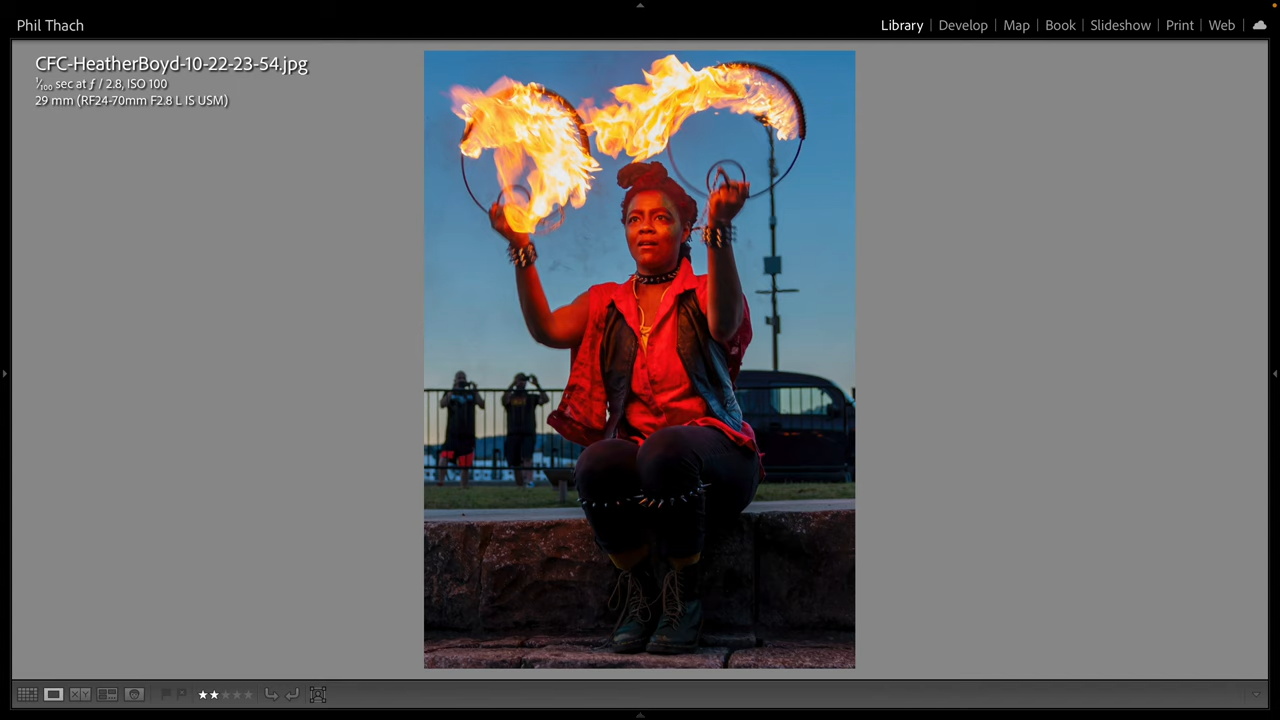 Phil Thach
Library | Develop | Map | Book | Slideshow | Print | Web
CFC-HeatherBoyd-10-22-23-54.jpg
1/100 sec at ƒ / 2.8, ISO 100
29 mm (RF24-70mm F2.8 L IS USM)
XY